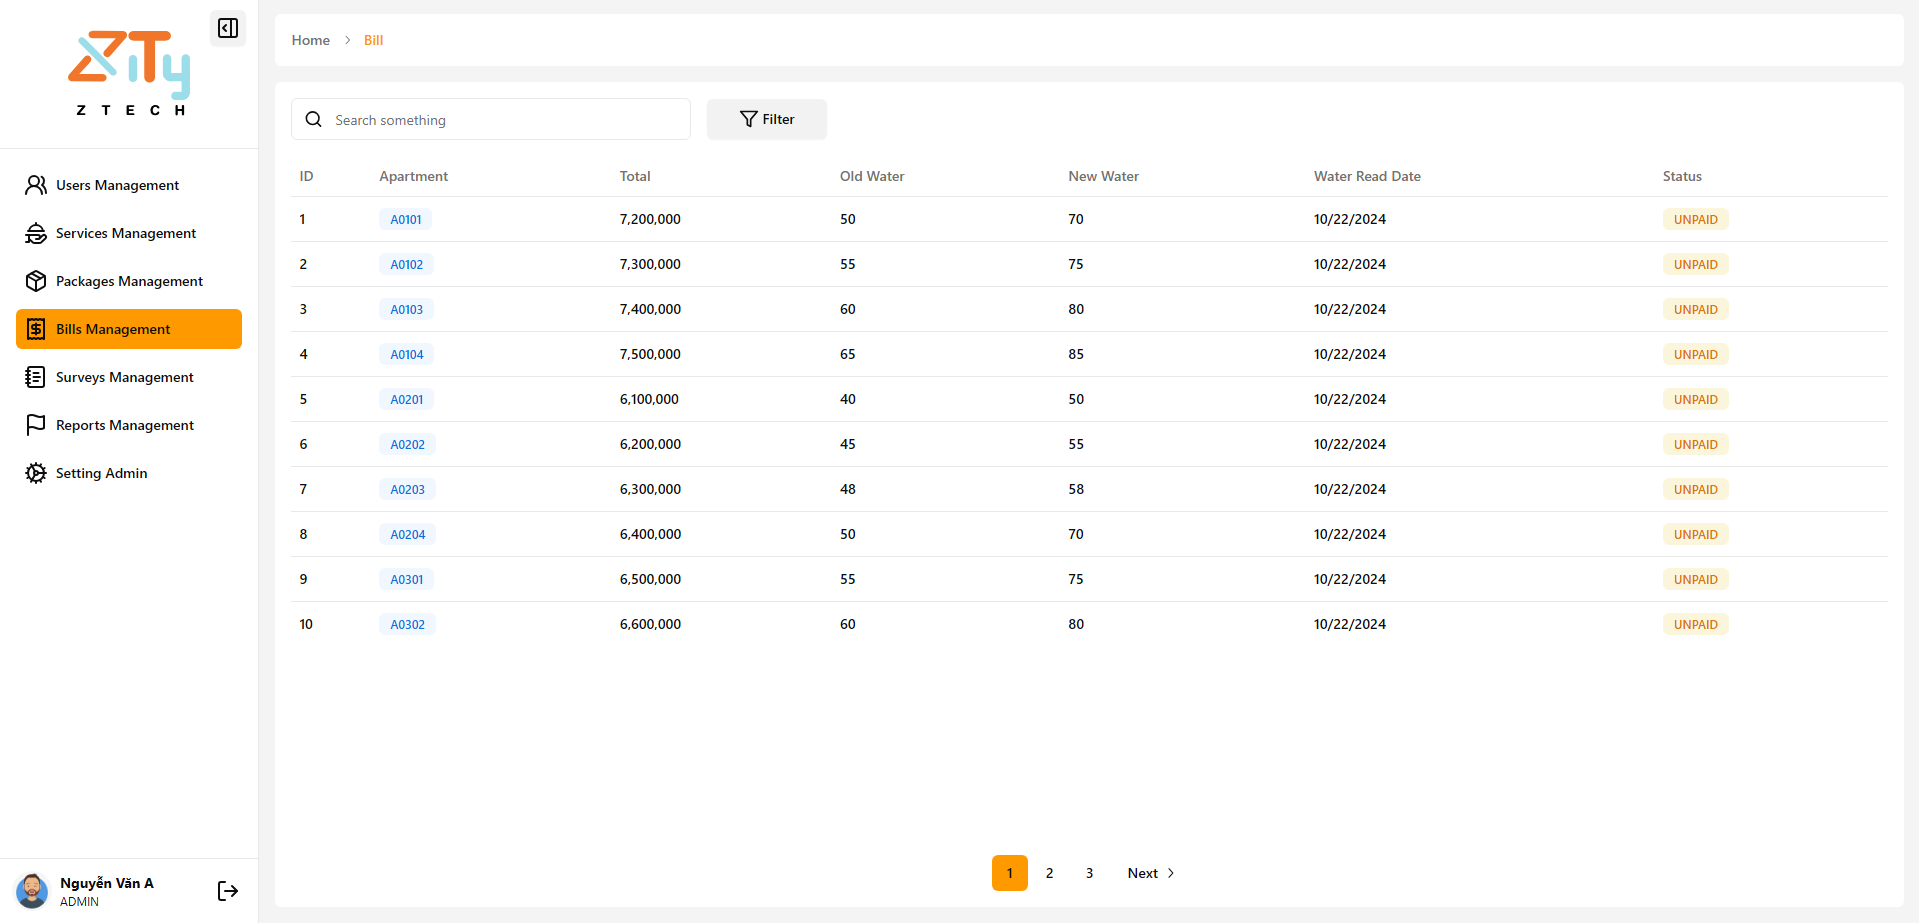 ZiTy
Z T E C H
Users Management
Services Management
Packages Management
Bills Management
Surveys Management
Reports Management
Setting Admin
Nguyễn Văn A
ADMIN
Home > Bill
Search something
Filter
ID Apartment Total Old Water New Water Water Read Date Status
1 A0101 7,200,000 50 70 10/22/2024 UNPAID
2 A0102 7,300,000 55 75 10/22/2024 UNPAID
3 A0103 7,400,000 60 80 10/22/2024 UNPAID
4 A0104 7,500,000 65 85 10/22/2024 UNPAID
5 A0201 6,100,000 40 50 10/22/2024 UNPAID
6 A0202 6,200,000 45 55 10/22/2024 UNPAID
7 A0203 6,300,000 48 58 10/22/2024 UNPAID
8 A0204 6,400,000 50 70 10/22/2024 UNPAID
9 A0301 6,500,000 55 75 10/22/2024 UNPAID
10 A0302 6,600,000 60 80 10/22/2024 UNPAID
1 2 3 Next >